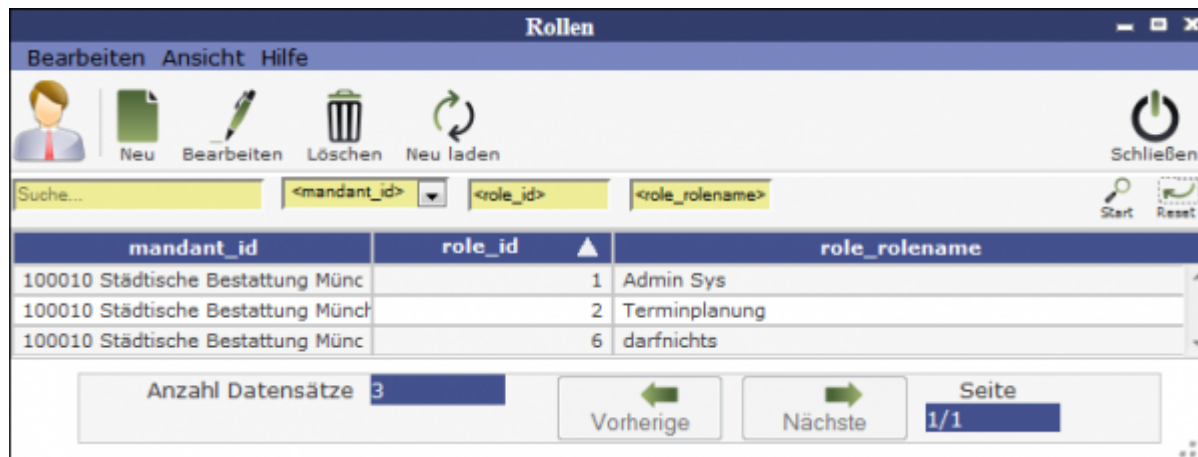 Rollen
Bearbeiten Ansicht Hilfe
Neu Bearbeiten Löschen Neu laden Schließen
Suche... <mandant_id> <role_id> <role_rolename> Start Reset
mandant_id role_id role_rolename
100010 Städtische Bestattung Münc 1 Admin Sys
100010 Städtische Bestattung Münch 2 Terminplanung
100010 Städtische Bestattung Münc 6 darfnichts
Anzahl Datensätze 3 Vorherige Nächste Seite
1/1